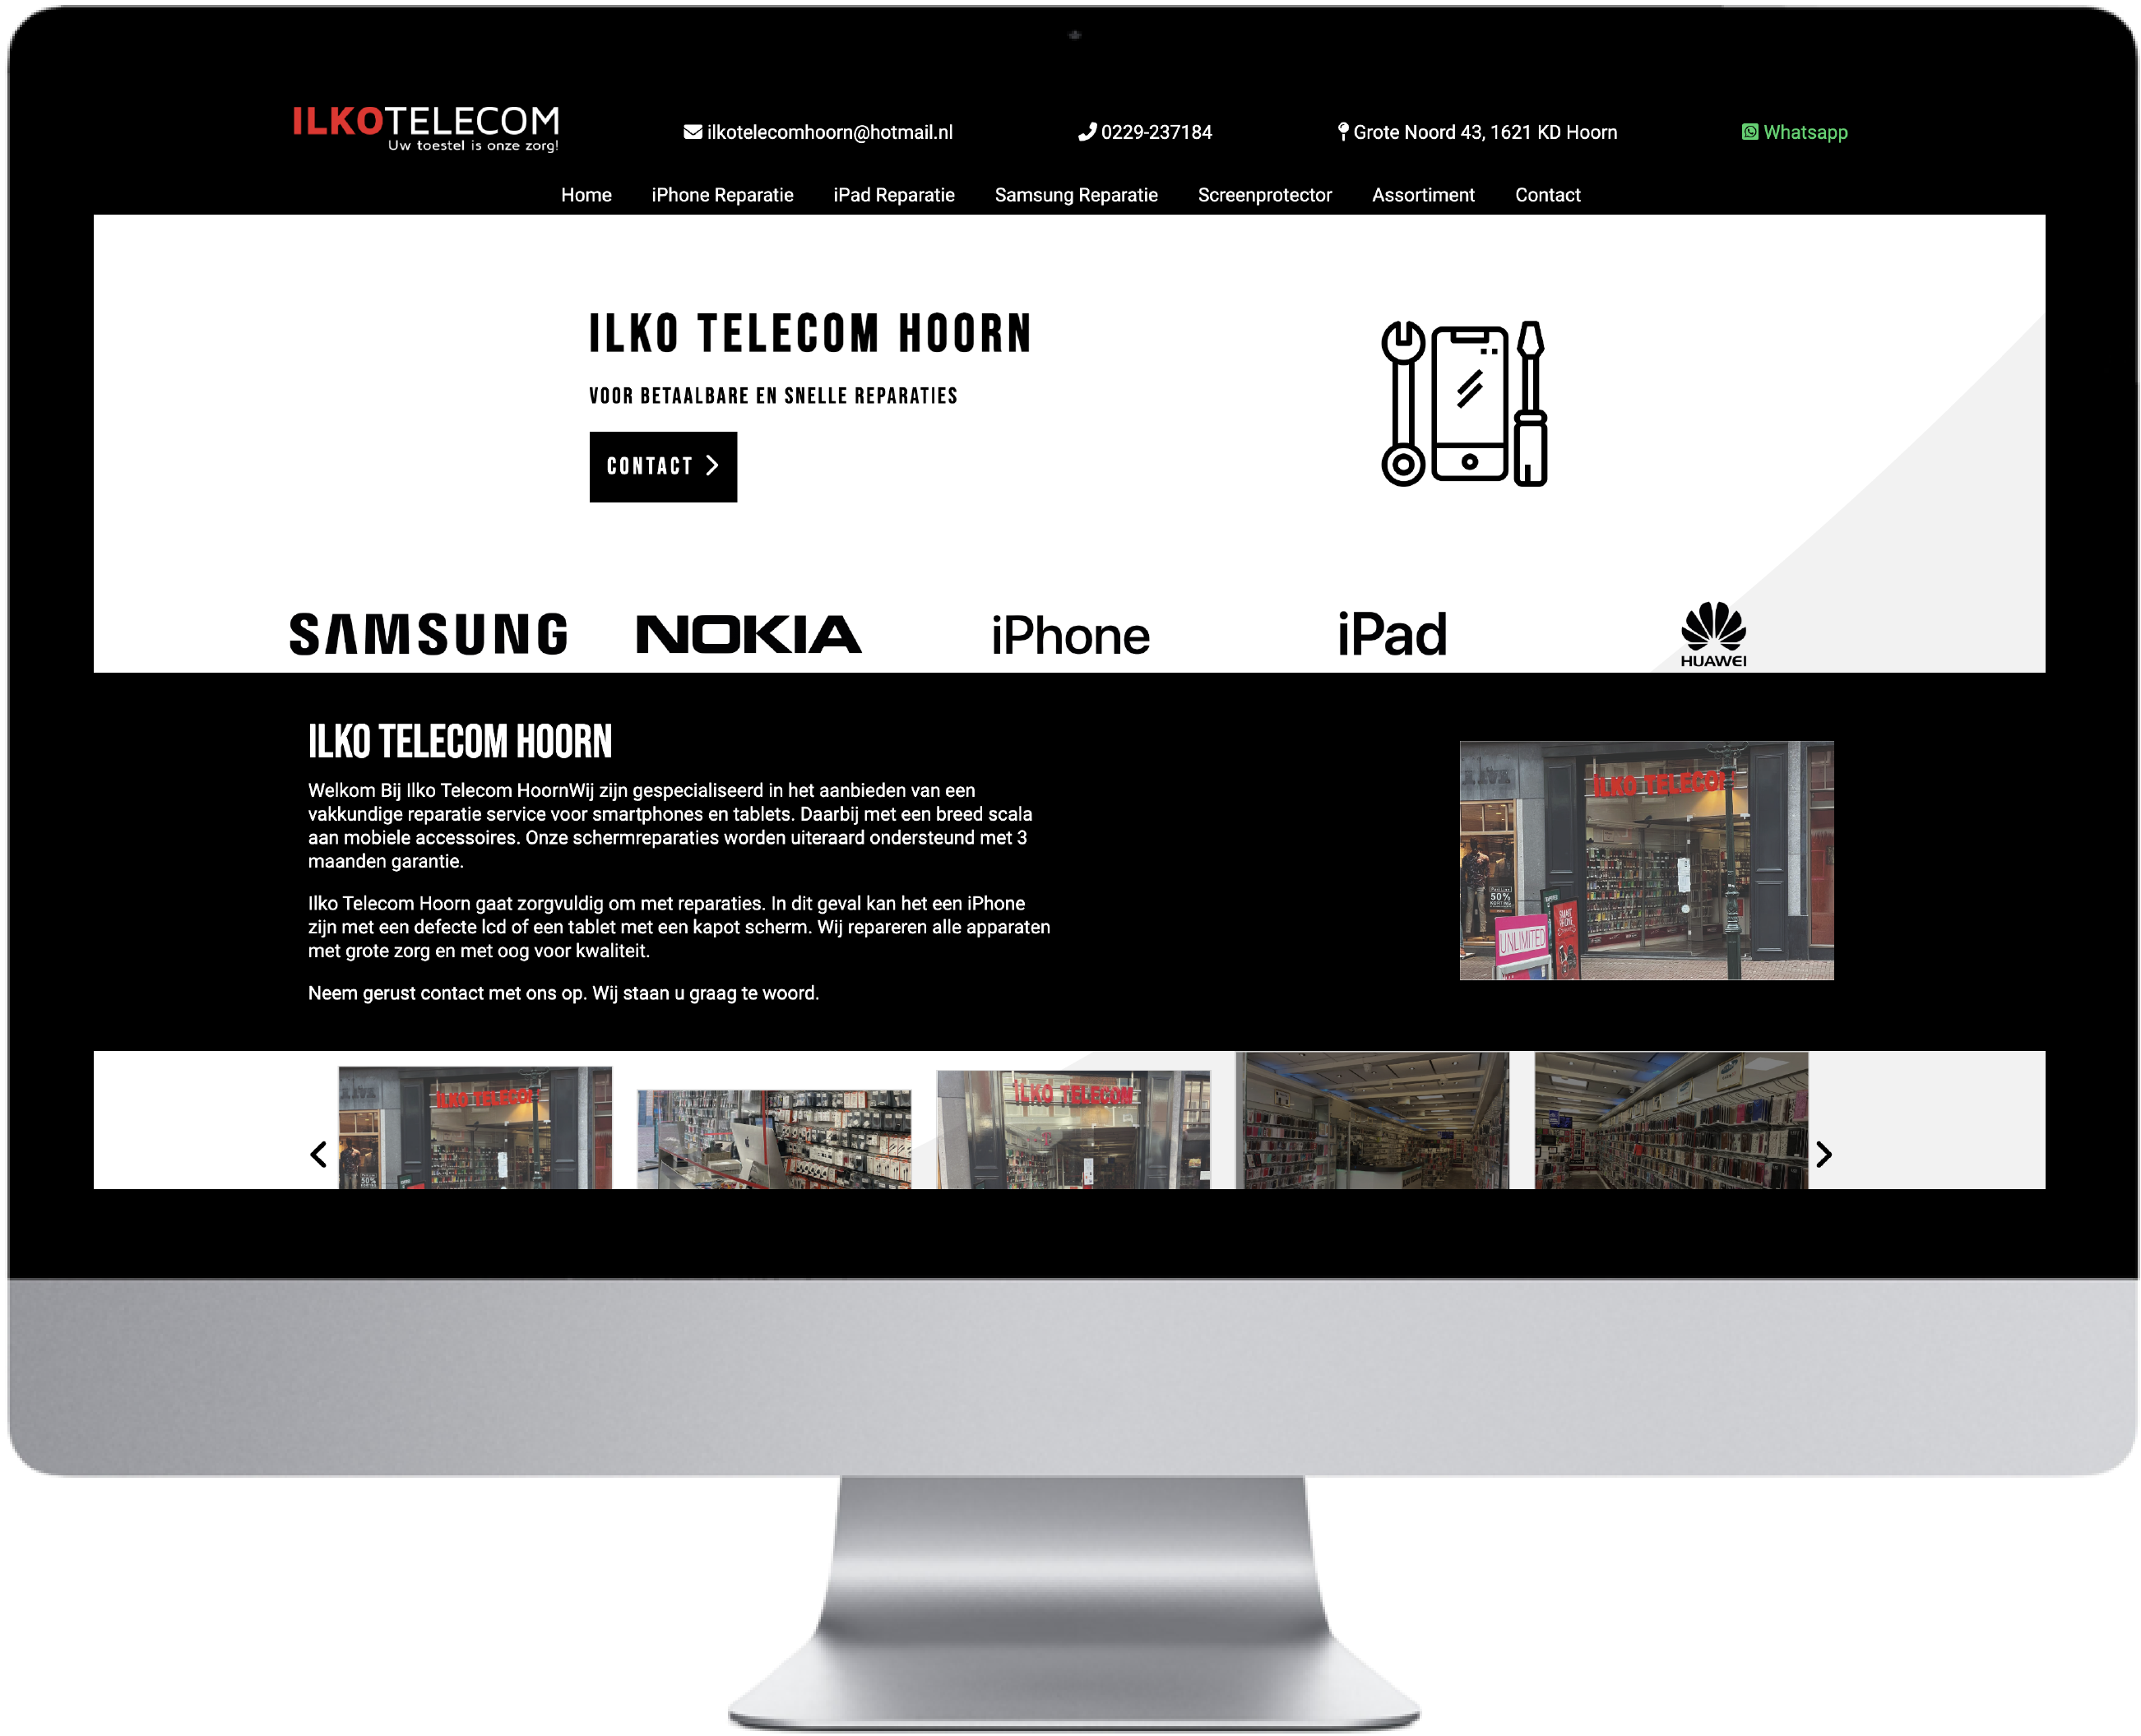 ILKOTELECOM
Uw toestel is onze zorg!
ilkotelecomhoorn@hotmail.nl
0229-237184
Grote Noord 43, 1621 KD Hoorn
Whatsapp
Home iPhone Reparatie iPad Reparatie Samsung Reparatie Screenprotector Assortiment Contact
ILKO TELECOM HOORN
VOOR BETAALBARE EN SNELLE REPARATIES
CONTACT
SAMSUNG NOKIA iPhone iPad HUAWEI
ILKO TELECOM HOORN
Welkom Bij Ilko Telecom HoornWij zijn gespecialiseerd in het aanbieden van een
vakkundige reparatie service voor smartphones en tablets. Daarbij met een breed scala
aan mobiele accessoires. Onze schermreparaties worden uiteraard ondersteund met 3
maanden garantie.
Ilko Telecom Hoorn gaat zorgvuldig om met reparaties. In dit geval kan het een iPhone
zijn met een defecte lcd of een tablet met een kapot scherm. Wij repareren alle apparaten
met grote zorg en met oog voor kwaliteit.
Neem gerust contact met ons op. Wij staan u graag te woord.
ILKO TELECO
50%
UNLIMITED
ILKO TELECO
50%
ILKO TELECOM